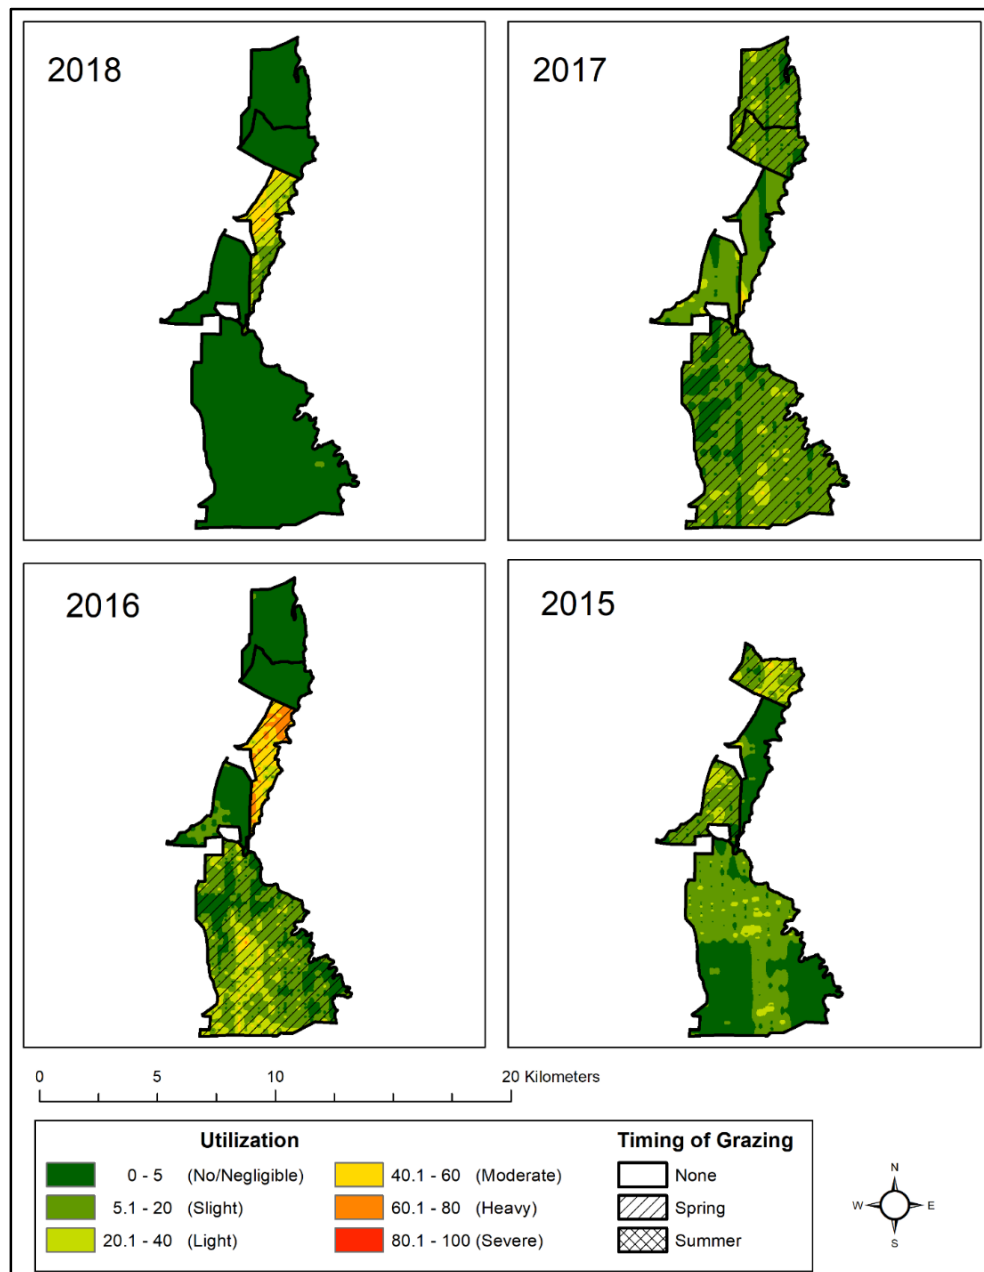 2018
2017
2016
2015
0 5 10 20 Kilometers
Utilization
0 - 5 (No/Negligible)
5.1 - 20 (Slight)
20.1 - 40 (Light)
40.1 - 60 (Moderate)
60.1 - 80 (Heavy)
80.1 - 100 (Severe)
Timing of Grazing
None
Spring
Summer
N
W E
S